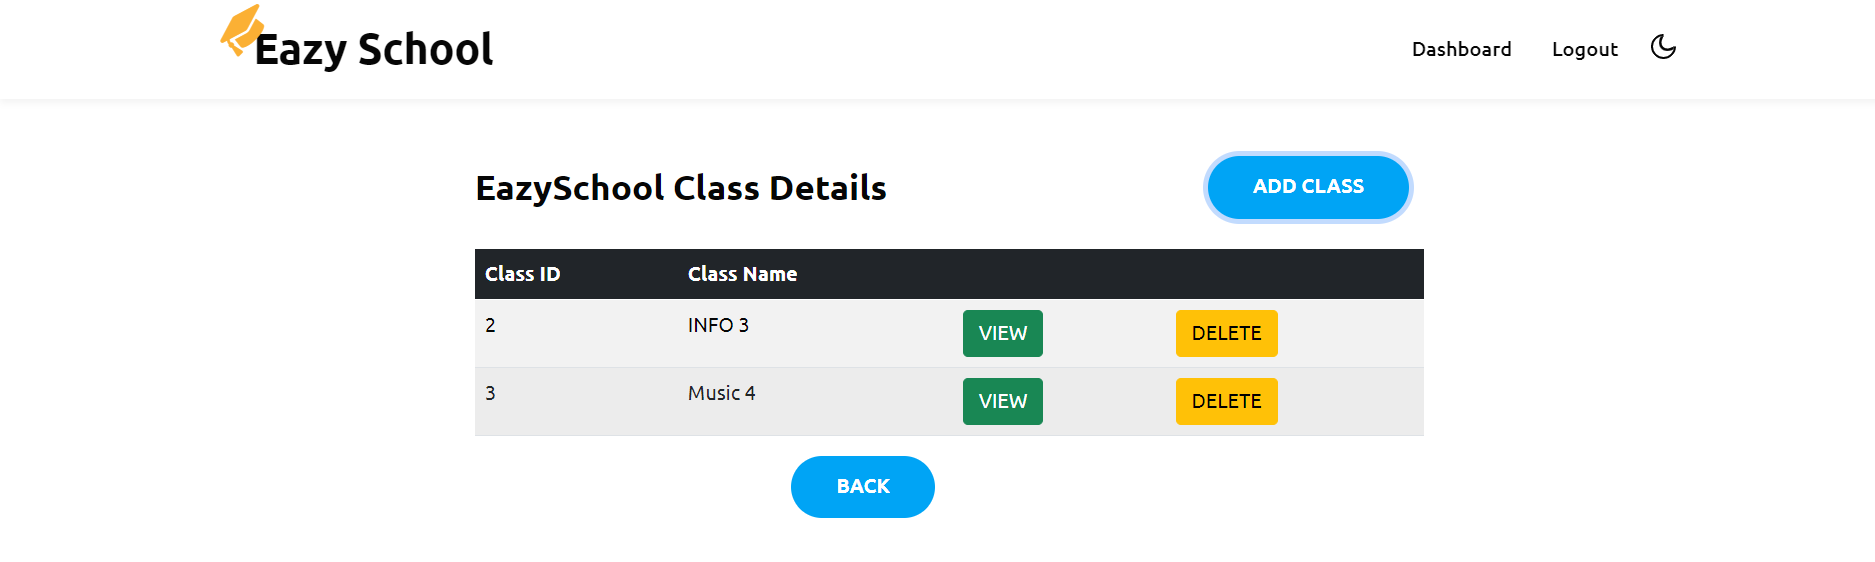 Eazy School
Dashboard Logout
EazySchool Class Details ADD CLASS
Class ID Class Name
2 INFO 3 VIEW DELETE
3 Music 4 VIEW DELETE
BACK